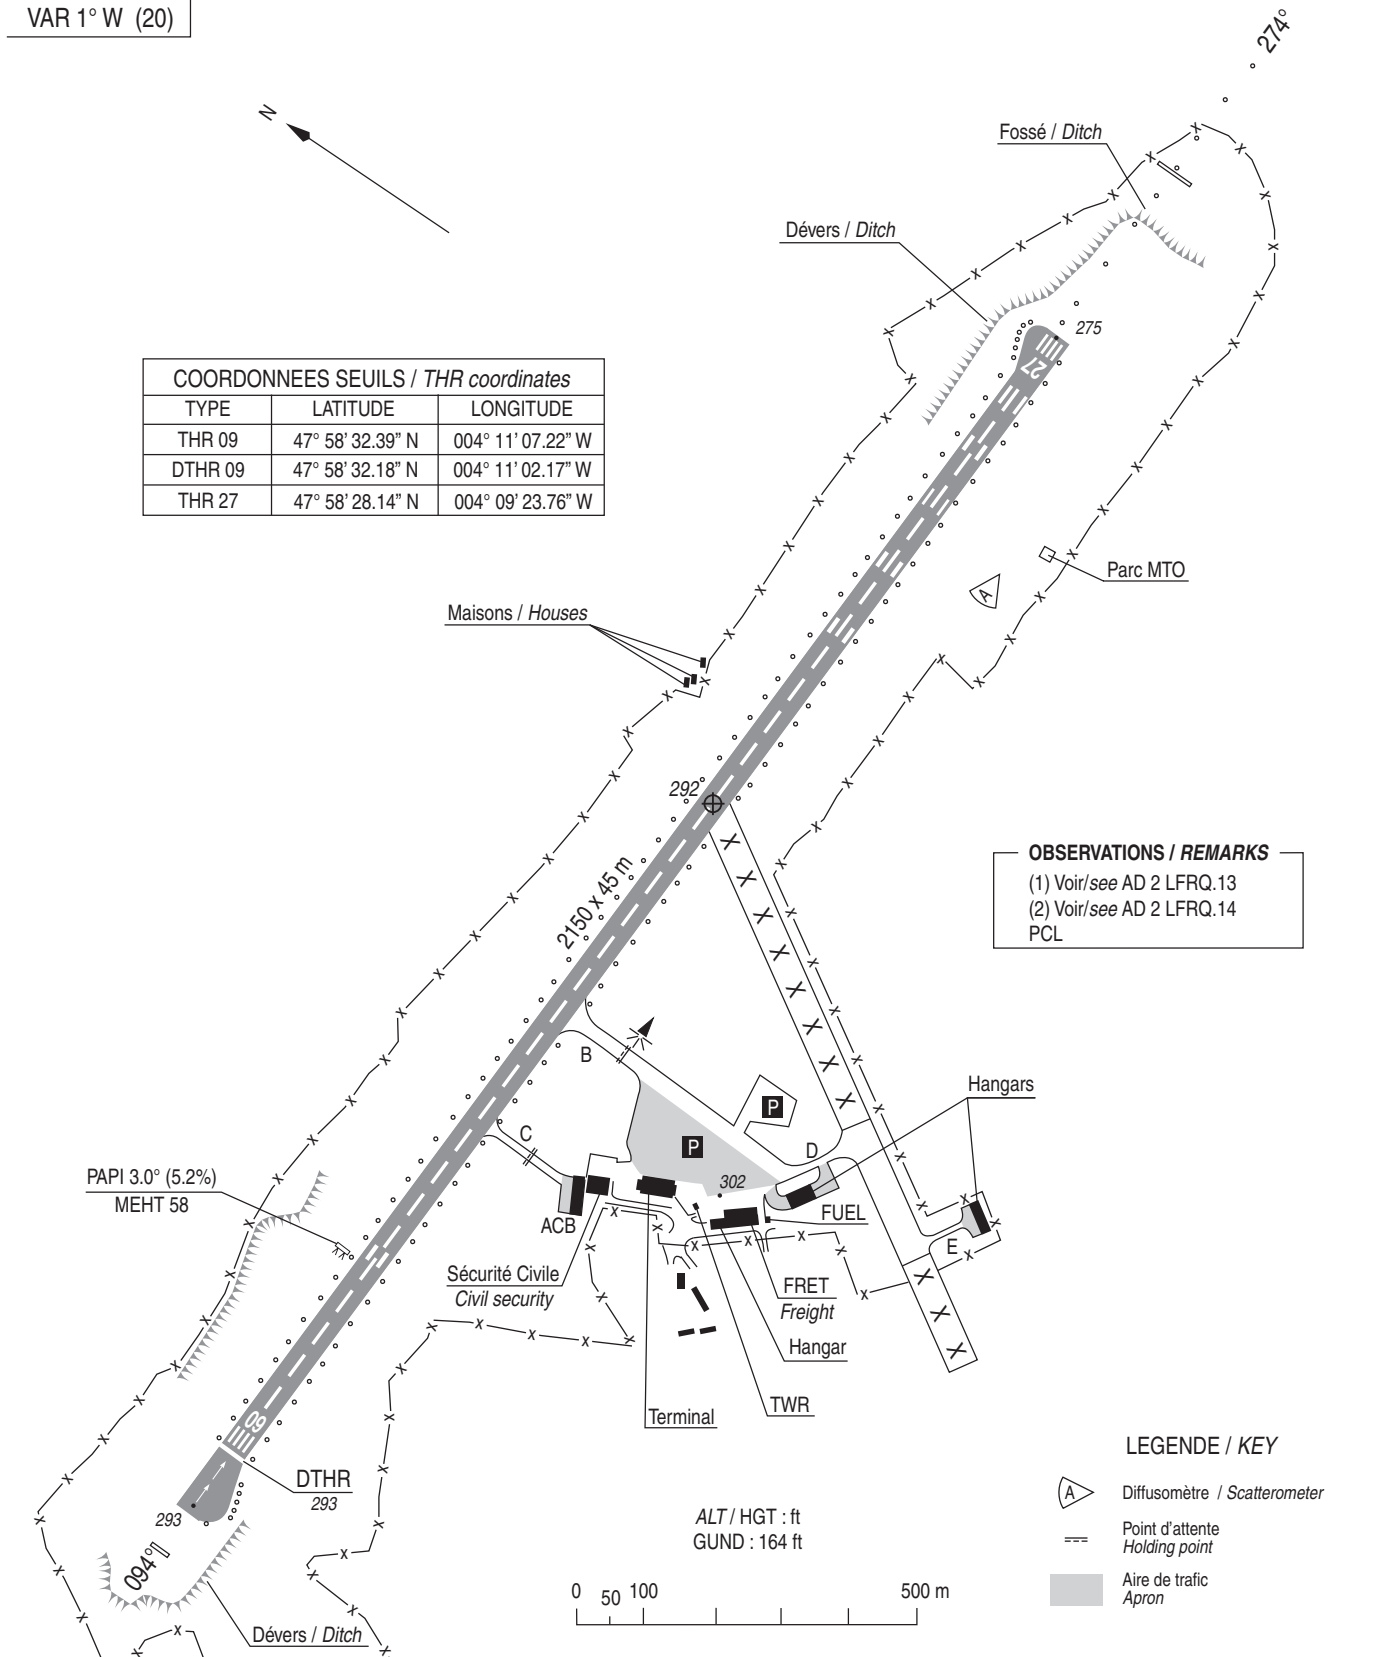 VAR 1° W (20)
274°
N
Fossé / Ditch
Dévers / Ditch
275
27
COORDONNEES SEUILS / THR coordinates
TYPE LATITUDE LONGITUDE
THR 09 47° 58’ 32.39” N 004° 11’ 07.22” W
DTHR 09 47° 58’ 32.18” N 004° 11’ 02.17” W
THR 27 47° 58’ 28.14” N 004° 09’ 23.76” W
Parc MTO
A
Maisons / Houses
292
2150 x 45 m
OBSERVATIONS / REMARKS
(1) Voir/see AD 2 LFRQ.13
(2) Voir/see AD 2 LFRQ.14
PCL
B
Hangars
P
C
P
D
PAPI 3.0° (5.2%)
MEHT 58
302
ACB
FUEL
E
Sécurité Civile
Civil security
FRET
Freight
Hangar
TWR
Terminal
09
DTHR
293
293
094°
Dévers / Ditch
ALT / HGT : ft
GUND : 164 ft
0 50 100 500 m
LEGENDE / KEY
A Diffusomètre / Scatterometer
Point d’attente
Holding point
Aire de trafic
Apron